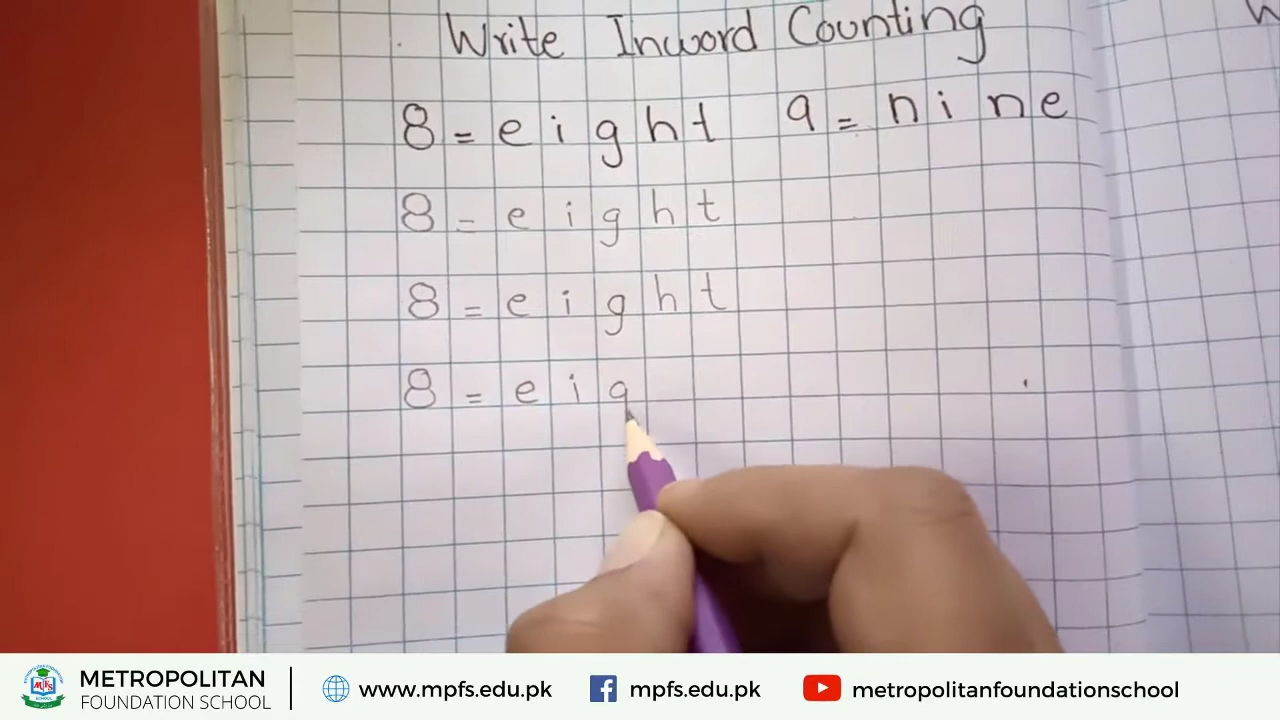 Write Inword Counting
8 = eight 9 = nine
8 = eight
8 = eight
8 = eig
METROPOLITAN
FOUNDATION SCHOOL
www.mpfs.edu.pk
mpfs.edu.pk
metropolitanfoundationschool